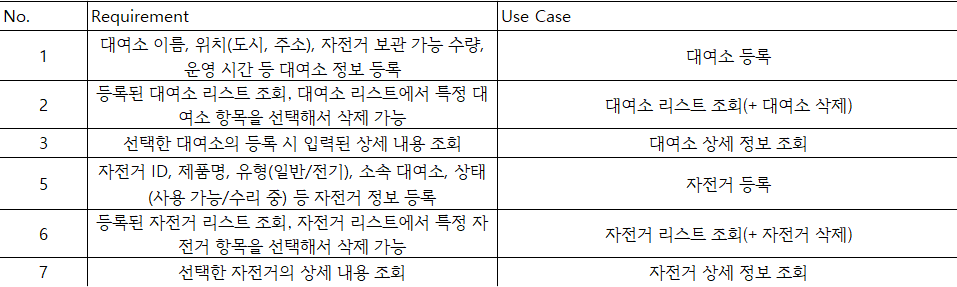 No. Requirement Use Case
대여소 이름, 위치(도시, 주소), 자전거 보관 가능 수량,
1 대여소 등록
운영 시간 등 대여소 정보 등록
등록된 대여소 리스트 조회, 대여소 리스트에서 특정 대
2 대여소 리스트 조회(+ 대여소 삭제)
여소 항목을 선택해서 삭제 가능
3 선택한 대여소의 등록 시 입력된 상세 내용 조회 대여소 상세 정보 조회
자전거 ID, 제품명, 유형(일반/전기), 소속 대여소, 상태
5 자전거 등록
(사용 가능/수리 중) 등 자전거 정보 등록
등록된 자전거 리스트 조회, 자전거 리스트에서 특정 자
6 자전거 리스트 조회(+ 자전거 삭제)
전거 항목을 선택해서 삭제 가능
7 선택한 자전거의 상세 내용 조회 자전거 상세 정보 조회